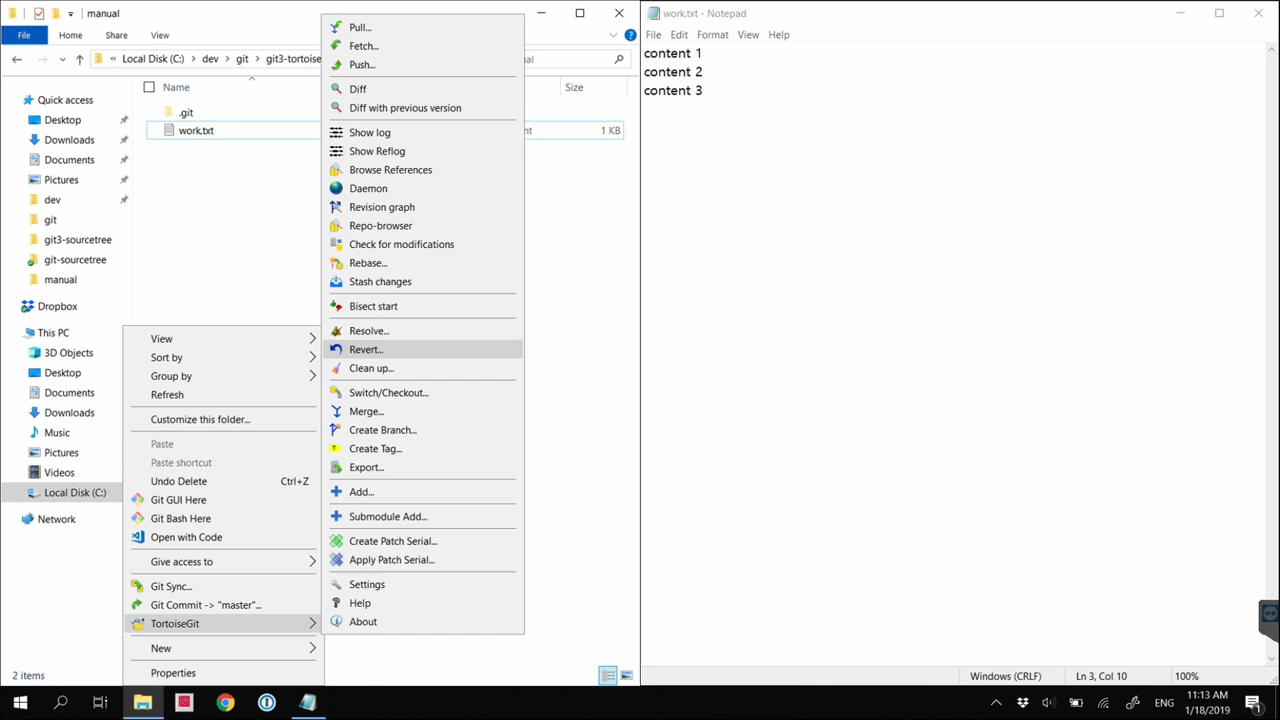 manual
File
Home
Share
View
« Local Disk (C:) › dev › git › git3-tortoise
Name
Size
.git
work.txt
1 KB
Quick access
Desktop
Downloads
Documents
Pictures
dev
git
git3-sourcetree
git-sourcetree
manual
Dropbox
This PC
3D Objects
Desktop
Documents
Downloads
Music
Pictures
Videos
Local Disk (C:)
Network
2 items
View
Sort by
Group by
Refresh
Customize this folder...
Paste
Paste shortcut
Undo Delete Ctrl+Z
Git GUI Here
Git Bash Here
Open with Code
Give access to
Git Sync...
Git Commit -> "master"...
TortoiseGit
New
Properties
Pull...
Fetch...
Push...
Diff
Diff with previous version
Show log
Show Reflog
Browse References
Daemon
Revision graph
Repo-browser
Check for modifications
Rebase...
Stash changes
Bisect start
Resolve...
Revert...
Clean up...
Switch/Checkout...
Merge...
Create Branch...
Create Tag...
Export...
Add...
Submodule Add...
Create Patch Serial...
Apply Patch Serial...
Settings
Help
About
work.txt - Notepad
File Edit Format View Help
content 1
content 2
content 3
Windows (CRLF) Ln 3, Col 10 100%
ENG
11:13 AM
1/18/2019
1